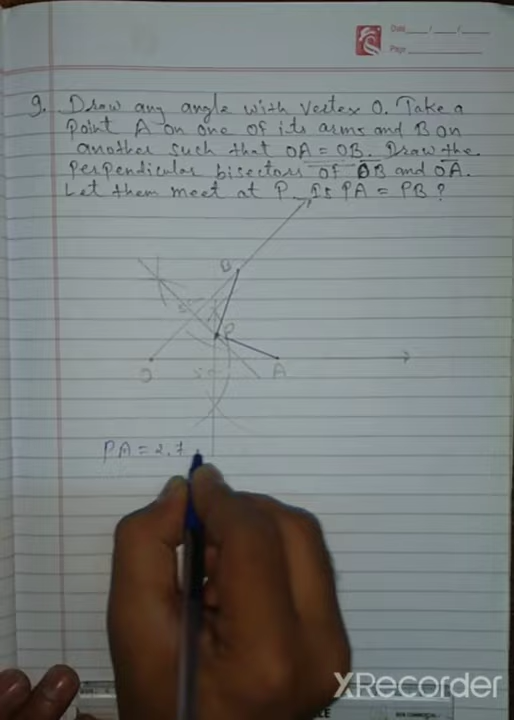 Date / /
Page
9. Draw any angle with vertex O. Take a
point A on one of its arms and B on
another such that OA = OB. Draw the
perpendicular bisectors of OB and OA.
Let them meet at P. Is PA = PB?
B
P
O
A
PA = 2.7
XRecorder